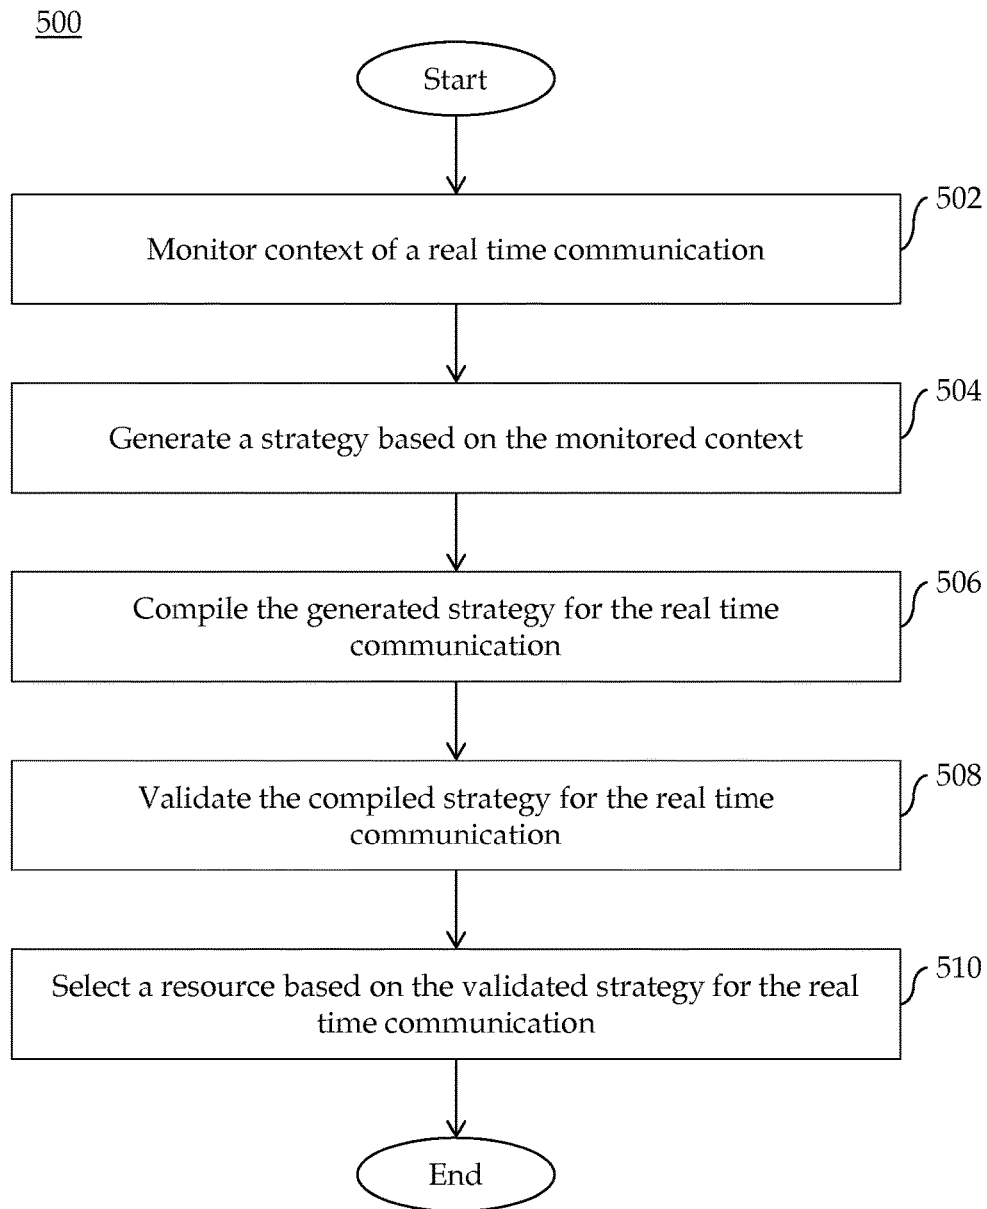 500
Start
502
Monitor context of a real time communication
504
Generate a strategy based on the monitored context
506
Compile the generated strategy for the real time
communication
508
Validate the compiled strategy for the real time
communication
510
Select a resource based on the validated strategy for the real
time communication
End